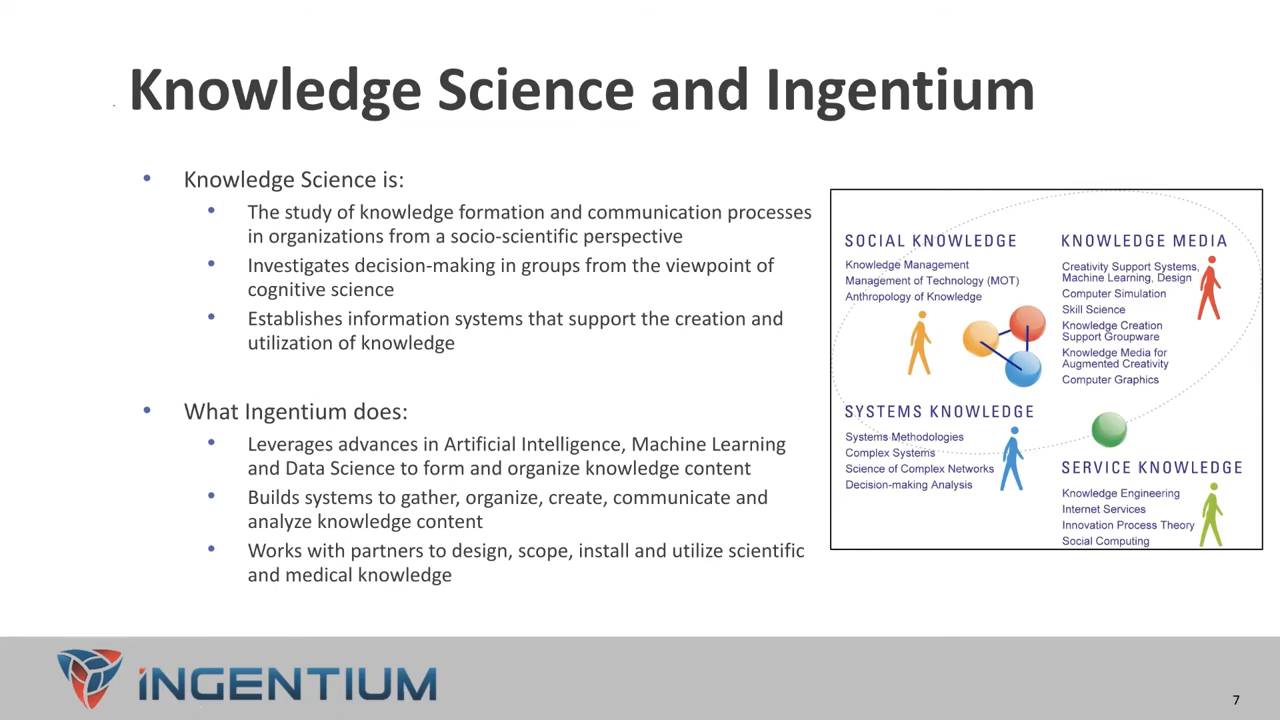 Knowledge Science and Ingentium
• Knowledge Science is:
• The study of knowledge formation and communication processes
in organizations from a socio-scientific perspective
• Investigates decision-making in groups from the viewpoint of
cognitive science
• Establishes information systems that support the creation and
utilization of knowledge
• What Ingentium does:
• Leverages advances in Artificial Intelligence, Machine Learning
and Data Science to form and organize knowledge content
• Builds systems to gather, organize, create, communicate and
analyze knowledge content
• Works with partners to design, scope, install and utilize scientific
and medical knowledge
SOCIAL KNOWLEDGE
Knowledge Management
Management of Technology (MOT)
Anthropology of Knowledge
KNOWLEDGE MEDIA
Creativity Support Systems,
Machine Learning, Design
Computer Simulation
Skill Science
Knowledge Creation
Support Groupware
Knowledge Media for
Augmented Creativity
Computer Graphics
SYSTEMS KNOWLEDGE
Systems Methodologies
Complex Systems
Science of Complex Networks
Decision-making Analysis
SERVICE KNOWLEDGE
Knowledge Engineering
Internet Services
Innovation Process Theory
Social Computing
iNGENTIUM
7